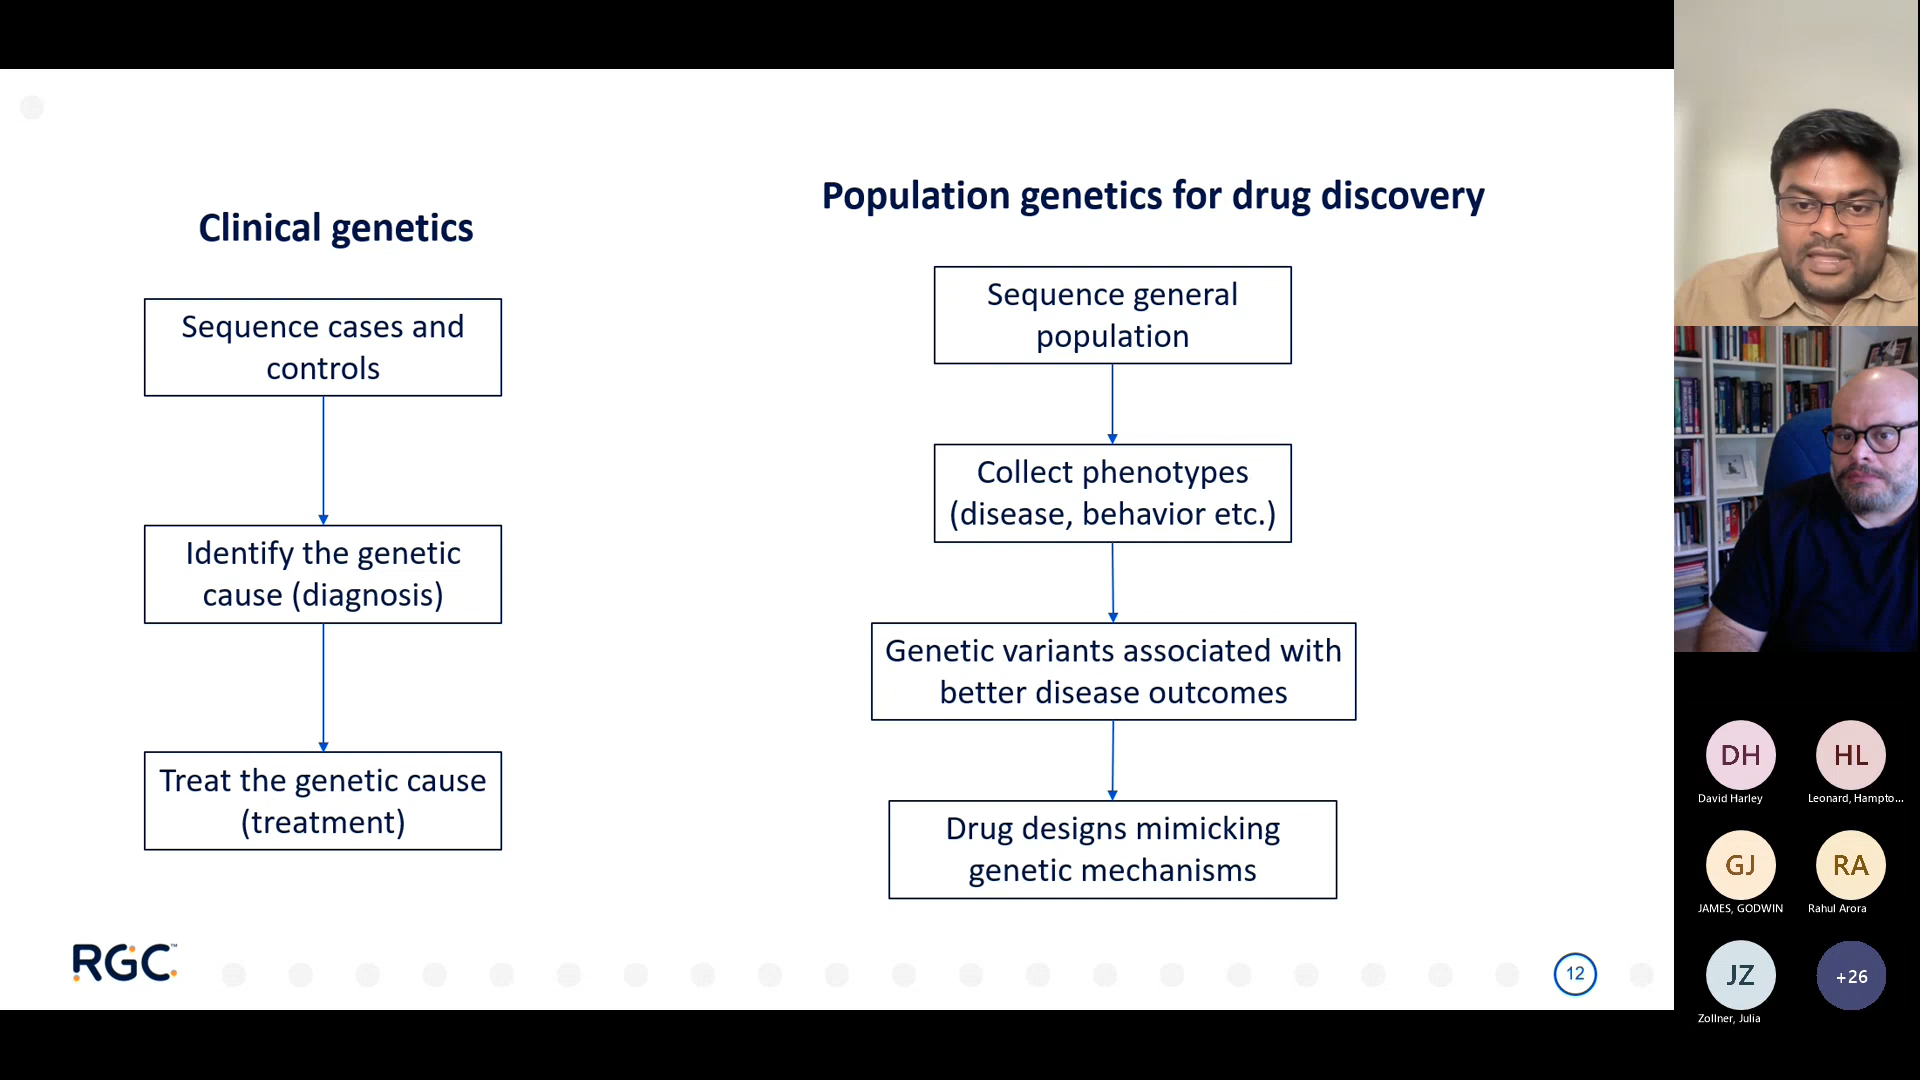 Clinical genetics
Sequence cases and
controls
Identify the genetic
cause (diagnosis)
Treat the genetic cause
(treatment)
Population genetics for drug discovery
Sequence general
population
Collect phenotypes
(disease, behavior etc.)
Genetic variants associated with
better disease outcomes
Drug designs mimicking
genetic mechanisms
RGC™
12
DH
David Harley
HL
Leonard, Hampto...
GJ
JAMES, GODWIN
RA
Rahul Arora
JZ
Zollner, Julia
+26